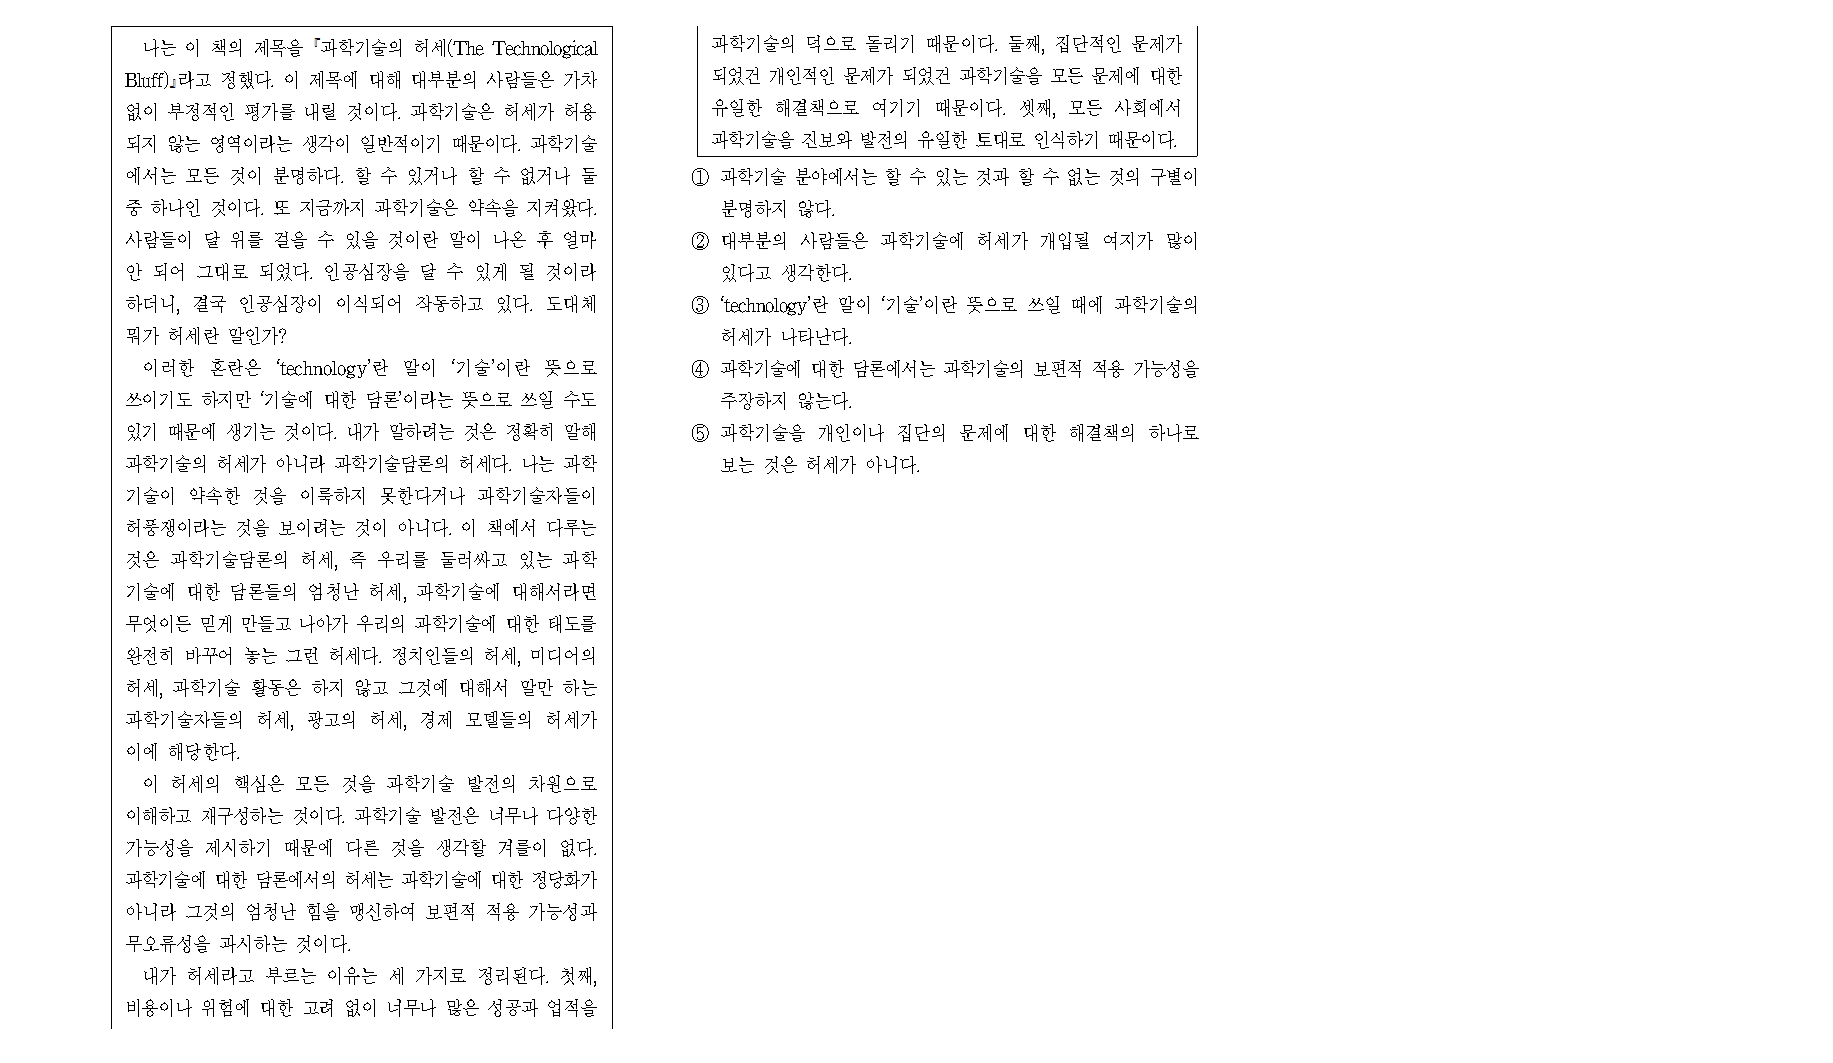 나는 이 책의 제목을 『과학기술의 허세(The Technological
Bluff)』라고 정했다. 이 제목에 대해 대부분의 사람들은 가차
없이 부정적인 평가를 내릴 것이다. 과학기술은 허세가 허용
되지 않는 영역이라는 생각이 일반적이기 때문이다. 과학기술
에서는 모든 것이 분명하다. 할 수 있거나 할 수 없거나 둘
중 하나인 것이다. 또 지금까지 과학기술은 약속을 지켜왔다.
사람들이 달 위를 걸을 수 있을 것이란 말이 나온 후 얼마
안 되어 그대로 되었다. 인공심장을 달 수 있게 될 것이라
하더니, 결국 인공심장이 이식되어 작동하고 있다. 도대체
뭐가 허세란 말인가?
이러한 혼란은 ‘technology’란 말이 ‘기술’이란 뜻으로
쓰이기도 하지만 ‘기술에 대한 담론’이라는 뜻으로 쓰일 수도
있기 때문에 생기는 것이다. 내가 말하려는 것은 정확히 말해
과학기술의 허세가 아니라 과학기술담론의 허세다. 나는 과학
기술이 약속한 것을 이룩하지 못한다거나 과학기술자들이
허풍쟁이라는 것을 보이려는 것이 아니다. 이 책에서 다루는
것은 과학기술담론의 허세, 즉 우리를 둘러싸고 있는 과학
기술에 대한 담론들의 엄청난 허세, 과학기술에 대해서라면
무엇이든 믿게 만들고 나아가 우리의 과학기술에 대한 태도를
완전히 바꾸어 놓는 그런 허세다. 정치인들의 허세, 미디어의
허세, 과학기술 활동은 하지 않고 그것에 대해서 말만 하는
과학기술자들의 허세, 광고의 허세, 경제 모델들의 허세가
이에 해당한다.
이 허세의 핵심은 모든 것을 과학기술 발전의 차원으로
이해하고 재구성하는 것이다. 과학기술 발전은 너무나 다양한
가능성을 제시하기 때문에 다른 것을 생각할 겨를이 없다.
과학기술에 대한 담론에서의 허세는 과학기술에 대한 정당화가
아니라 그것의 엄청난 힘을 맹신하여 보편적 적용 가능성과
무오류성을 과시하는 것이다.
내가 허세라고 부르는 이유는 세 가지로 정리된다. 첫째,
비용이나 위험에 대한 고려 없이 너무나 많은 성공과 업적을
과학기술의 덕으로 돌리기 때문이다. 둘째, 집단적인 문제가
되었건 개인적인 문제가 되었건 과학기술을 모든 문제에 대한
유일한 해결책으로 여기기 때문이다. 셋째, 모든 사회에서
과학기술을 진보와 발전의 유일한 토대로 인식하기 때문이다.
① 과학기술 분야에서는 할 수 있는 것과 할 수 없는 것의 구별이
분명하지 않다.
② 대부분의 사람들은 과학기술에 허세가 개입될 여지가 많이
있다고 생각한다.
③ ‘technology’란 말이 ‘기술’이란 뜻으로 쓰일 때에 과학기술의
허세가 나타난다.
④ 과학기술에 대한 담론에서는 과학기술의 보편적 적용 가능성을
주장하지 않는다.
⑤ 과학기술을 개인이나 집단의 문제에 대한 해결책의 하나로
보는 것은 허세가 아니다.